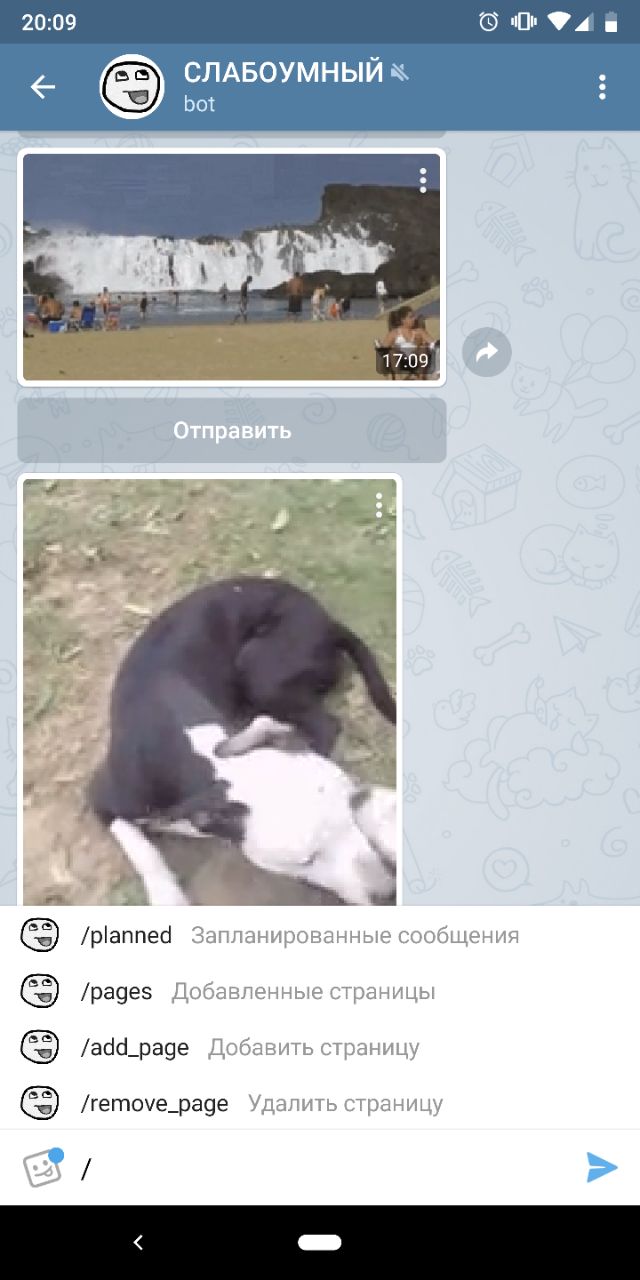 20:09
СЛАБОУМНЫЙ
bot
17:09
Отправить
/planned Запланированные сообщения
/pages Добавленные страницы
/add_page Добавить страницу
/remove_page Удалить страницу
/